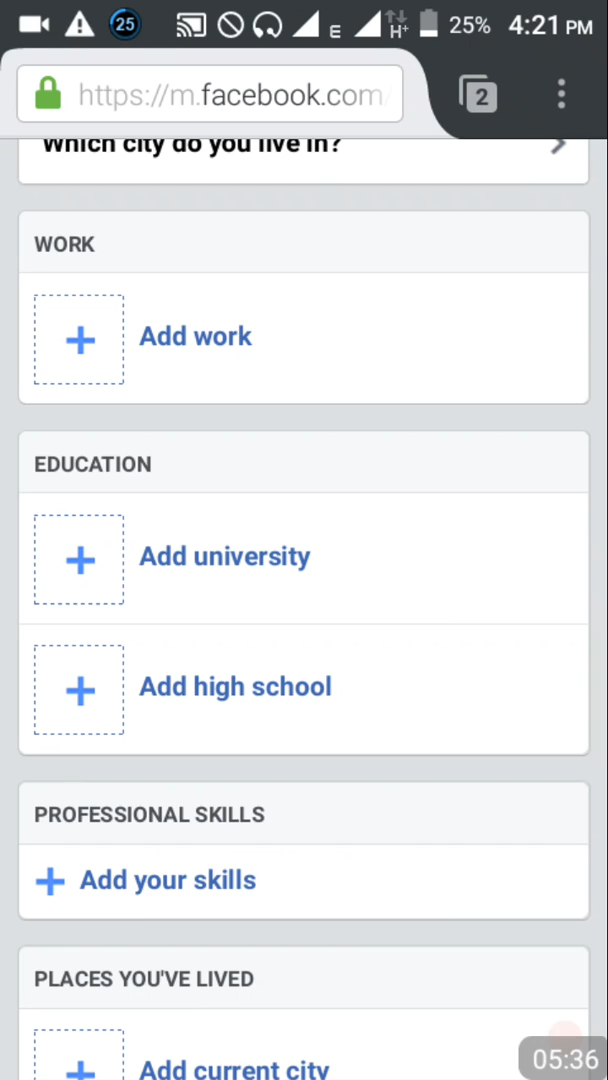 25 E H+ 25% 4:21 PM
https://m.facebook.com/ 2
Which city do you live in?
WORK
Add work
EDUCATION
Add university
Add high school
PROFESSIONAL SKILLS
Add your skills
PLACES YOU'VE LIVED
Add current city
05:36